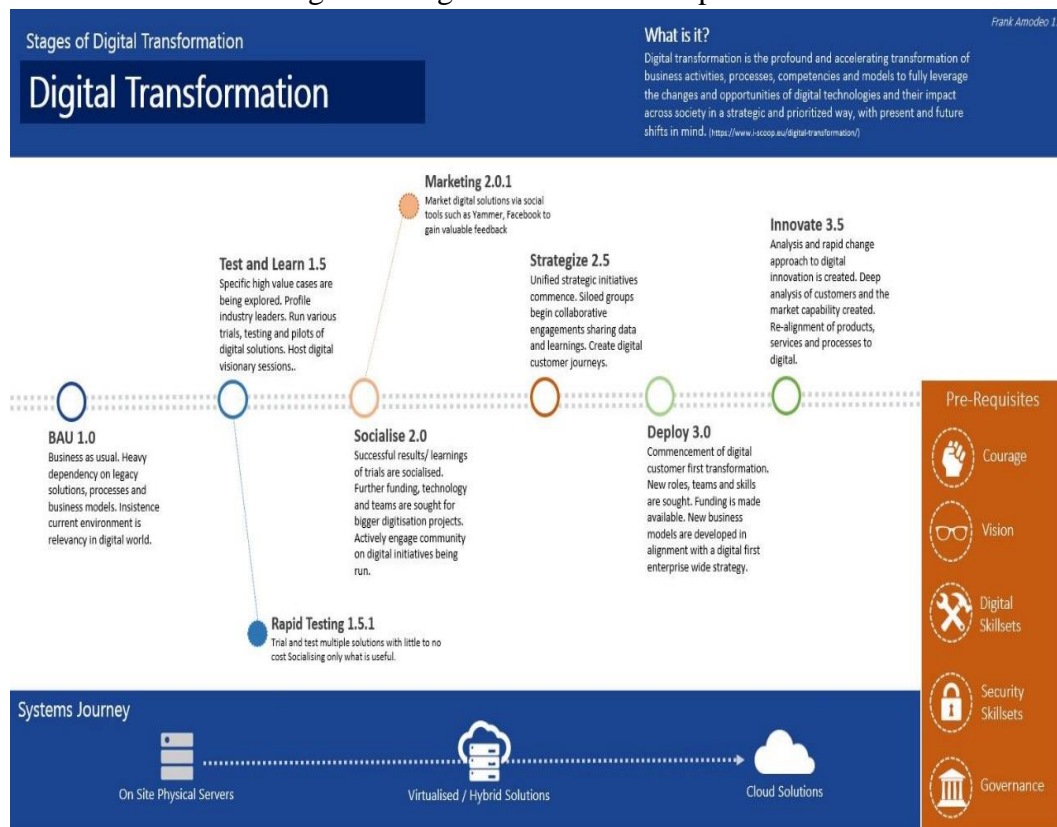 Frank Amodeo 1
Stages of Digital Transformation
Digital Transformation
What is it?
Digital transformation is the profound and accelerating transformation of
business activities, processes, competencies and models to fully leverage
the changes and opportunities of digital technologies and their impact
across society in a strategic and prioritized way, with present and future
shifts in mind. (https://www.i-scoop.eu/digital-transformation/)
Marketing 2.0.1
Market digital solutions via social
tools such as Yammer, Facebook to
gain valuable feedback
Test and Learn 1.5
Specific high value cases are
being explored. Profile
industry leaders. Run various
trials, testing and pilots of
digital solutions. Host digital
visionary sessions..
Strategize 2.5
Unified strategic initiatives
commence. Siloed groups
begin collaborative
engagements sharing data
and learnings. Create digital
customer journeys.
Innovate 3.5
Analysis and rapid change
approach to digital
innovation is created. Deep
analysis of customers and the
market capability created.
Re-alignment of products,
services and processes to
digital.
BAU 1.0
Business as usual. Heavy
dependency on legacy
solutions, processes and
business models. Insistence
current environment is
relevancy in digital world.
Socialise 2.0
Successful results/ learnings
of trials are socialised.
Further funding, technology
and teams are sought for
bigger digitisation projects.
Actively engage community
on digital initiatives being
run.
Deploy 3.0
Commencement of digital
customer first transformation.
New roles, teams and skills
are sought. Funding is made
available. New business
models are developed in
alignment with a digital first
enterprise wide strategy.
Rapid Testing 1.5.1
Trial and test multiple solutions with little to no
cost Socialising only what is useful.
Pre-Requisites
Courage
Vision
Digital
Skillsets
Security
Skillsets
Governance
Systems Journey
On Site Physical Servers
Virtualised / Hybrid Solutions
Cloud Solutions